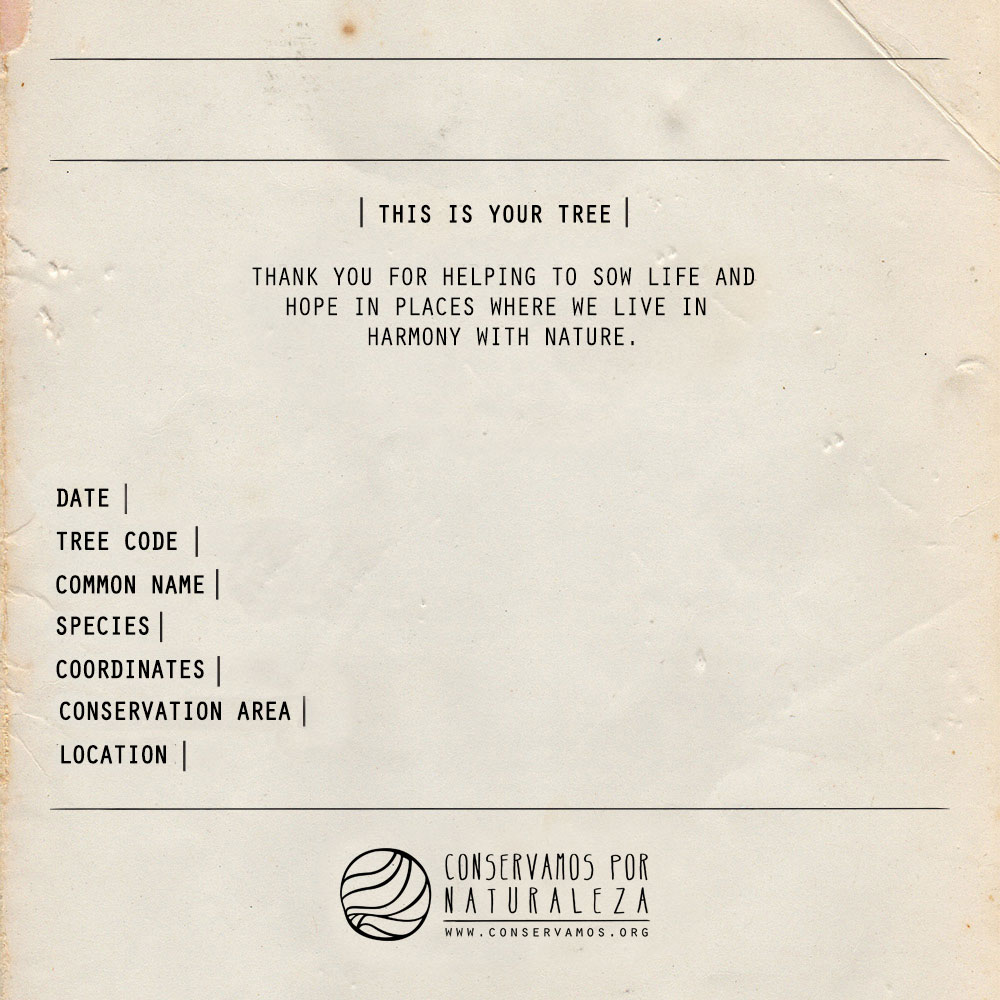 | THIS IS YOUR TREE |
THANK YOU FOR HELPING TO SOW LIFE AND
HOPE IN PLACES WHERE WE LIVE IN
HARMONY WITH NATURE.
DATE |
TREE CODE |
COMMON NAME |
SPECIES |
COORDINATES |
CONSERVATION AREA |
LOCATION |
CONSERVAMOS POR
NATURALEZA
WWW.CONSERVAMOS.ORG